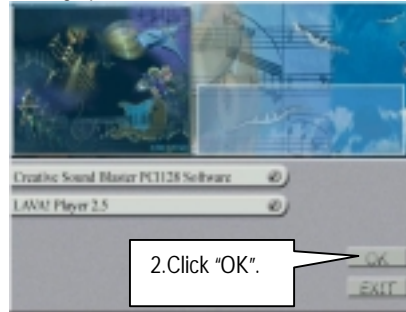 Creative Sound Blaster PCI128 Software
LAVA! Player 2.5
2.Click “OK”.
OK
EXIT